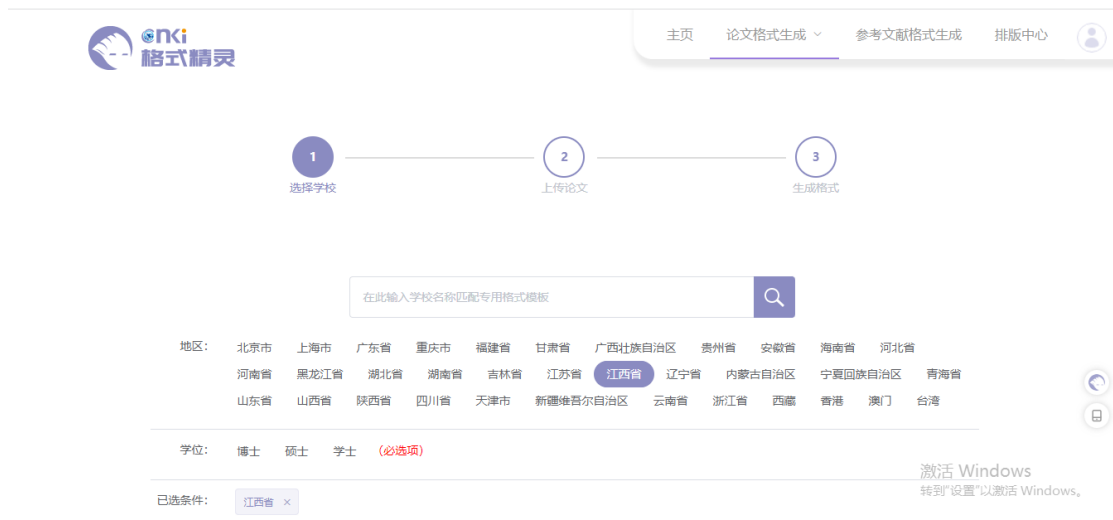 cnki
格式精灵
主页 论文格式生成 参考文献格式生成 排版中心
1 2 3
选择学校 上传论文 生成格式
在此输入学校名称匹配专用格式模板
地区: 北京市 上海市 广东省 重庆市 福建省 甘肃省 广西壮族自治区 贵州省 安徽省 海南省 河北省
河南省 黑龙江省 湖北省 湖南省 吉林省 江苏省 江西省 辽宁省 内蒙古自治区 宁夏回族自治区 青海省
山东省 山西省 陕西省 四川省 天津市 新疆维吾尔自治区 云南省 浙江省 西藏 香港 澳门 台湾
学位: 博士 硕士 学士 (必选项)
激活 Windows
转到"设置"以激活 Windows。
已选条件: 江西省 ×